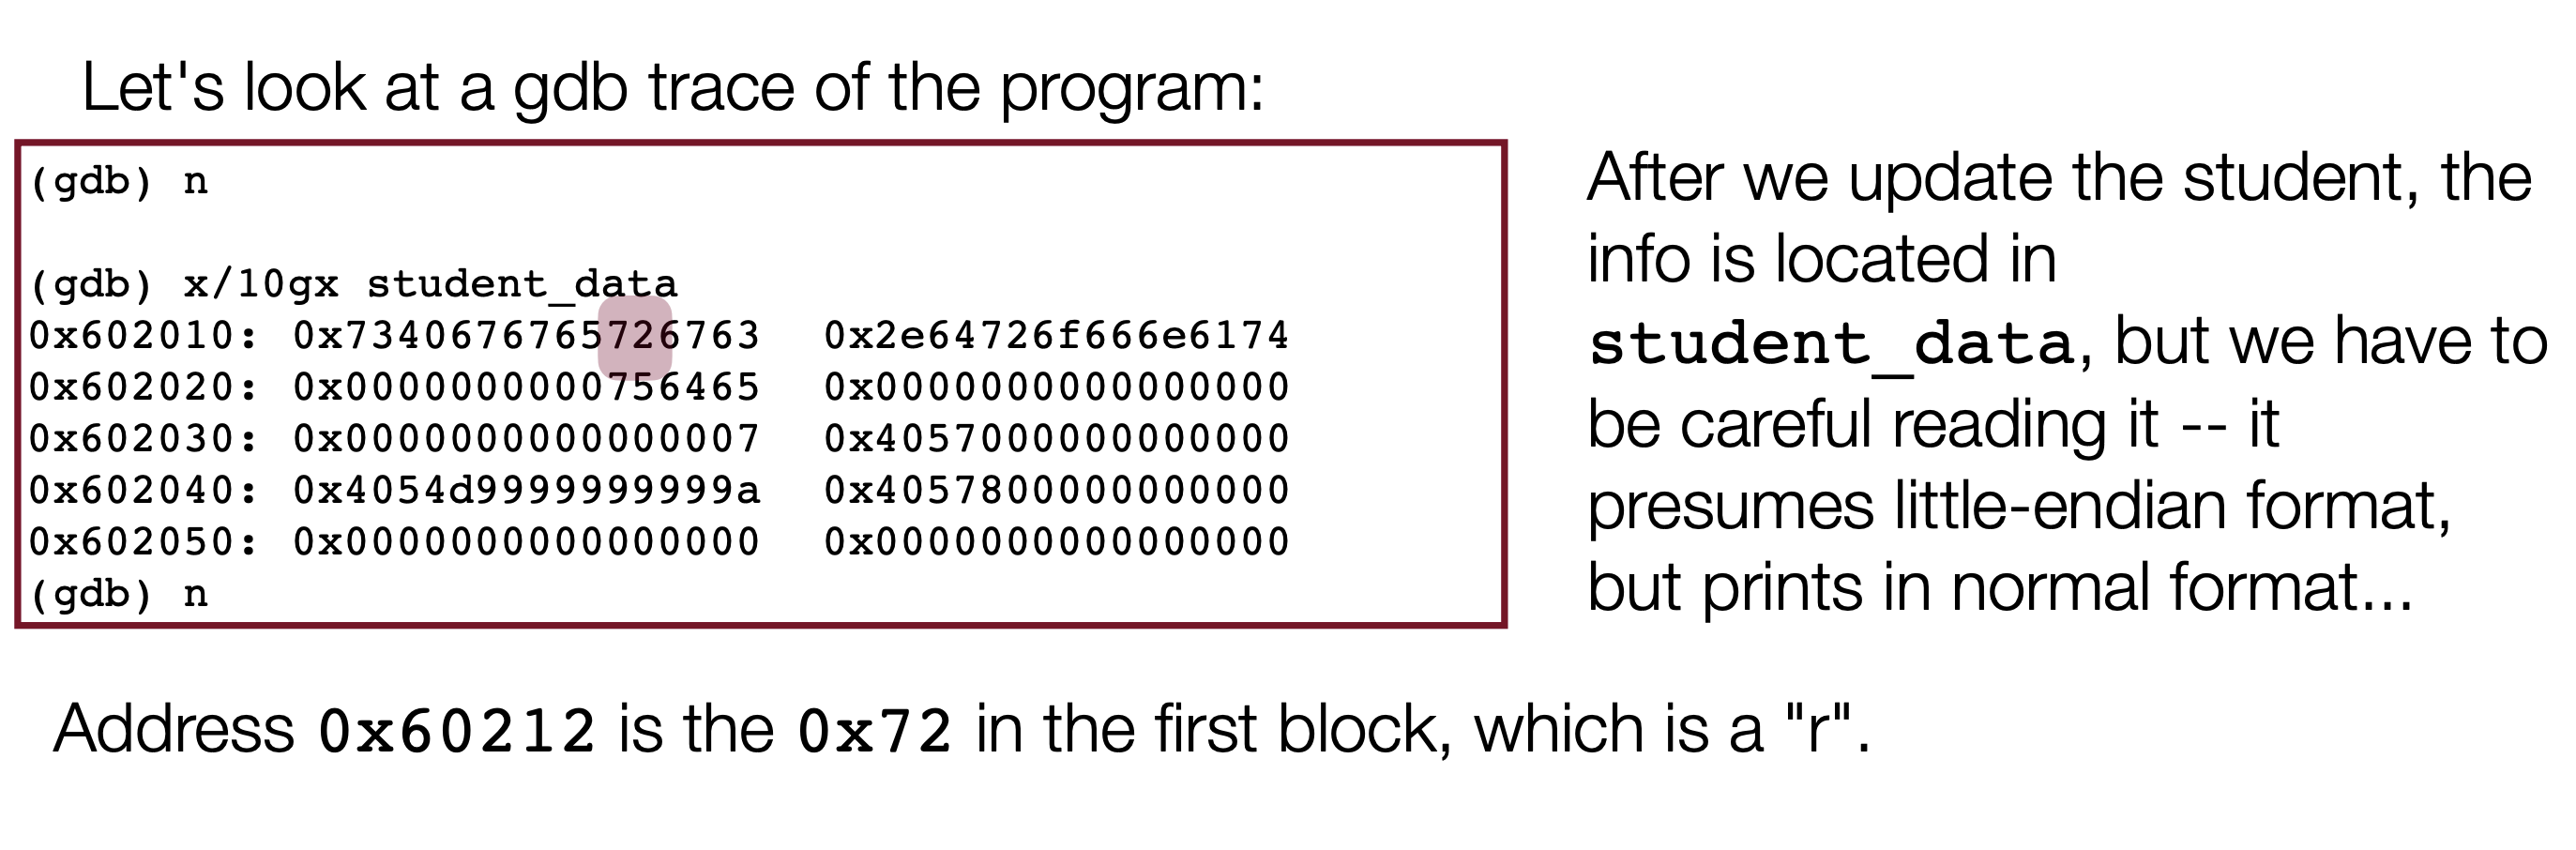 Let's look at a gdb trace of the program:
(gdb) n
(gdb) x/10gx student_data
0x602010: 0x7340676765726763 0x2e64726f666e6174
0x602020: 0x0000000000756465 0x0000000000000000
0x602030: 0x0000000000000007 0x4057000000000000
0x602040: 0x4054d9999999999a 0x4057800000000000
0x602050: 0x0000000000000000 0x0000000000000000
(gdb) n
After we update the student, the
info is located in
student_data, but we have to
be careful reading it -- it
presumes little-endian format,
but prints in normal format...
Address 0x60212 is the 0x72 in the first block, which is a "r".